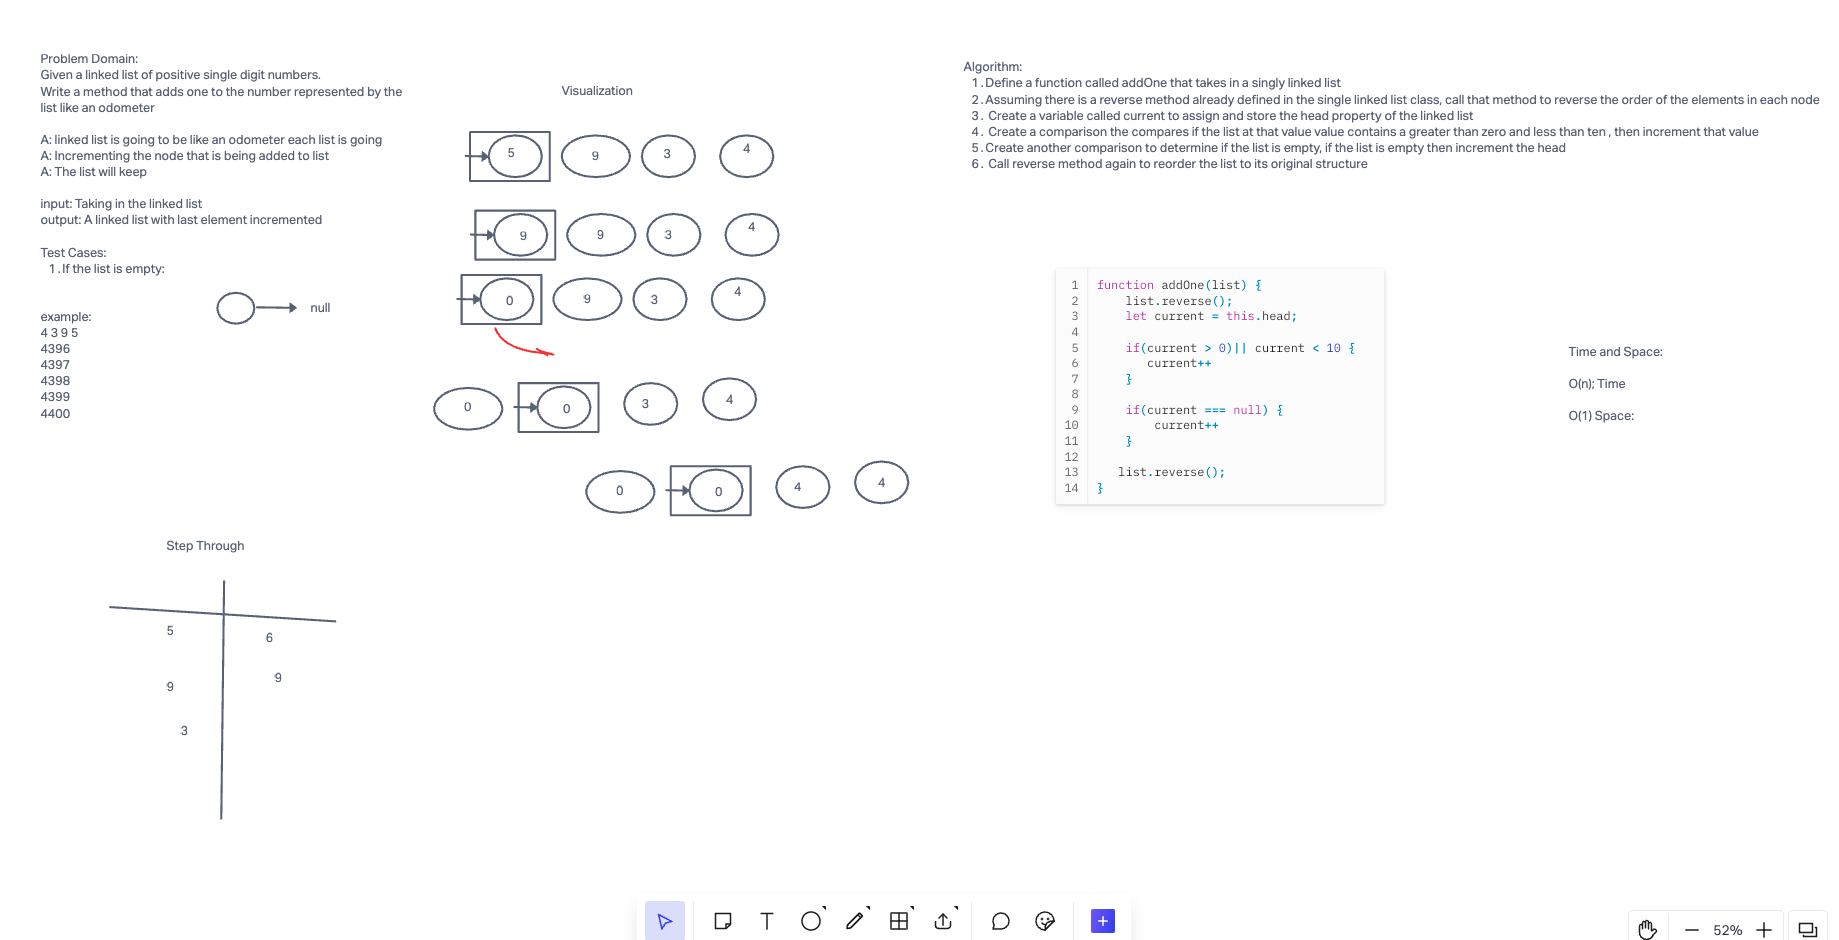 Problem Domain:
Given a linked list of positive single digit numbers.
Write a method that adds one to the number represented by the
list like an odometer
A: linked list is going to be like an odometer each list is going
A: Incrementing the node that is being added to list
A: The list will keep
input: Taking in the linked list
output: A linked list with last element incremented
Test Cases:
1. If the list is empty:
null
example:
4 3 9 5
4396
4397
4398
4399
4400
Visualization
5 9 3 4
9 9 3 4
0 9 3 4
0 0 3 4
0 0 4 4
Algorithm:
1. Define a function called addOne that takes in a singly linked list
2. Assuming there is a reverse method already defined in the single linked list class, call that method to reverse the order of the elements in each node
3. Create a variable called current to assign and store the head property of the linked list
4. Create a comparison the compares if the list at that value value contains a greater than zero and less than ten , then increment that value
5. Create another comparison to determine if the list is empty, if the list is empty then increment the head
6. Call reverse method again to reorder the list to its original structure
1 function addOne(list) {
2 list.reverse();
3 let current = this.head;
4
5 if(current > 0)|| current < 10 {
6 current++
7 }
8
9 if(current === null) {
10 current++
11 }
12
13 list.reverse();
14 }
Time and Space:
O(n); Time
O(1) Space:
Step Through
5 6
9 9
3
52%